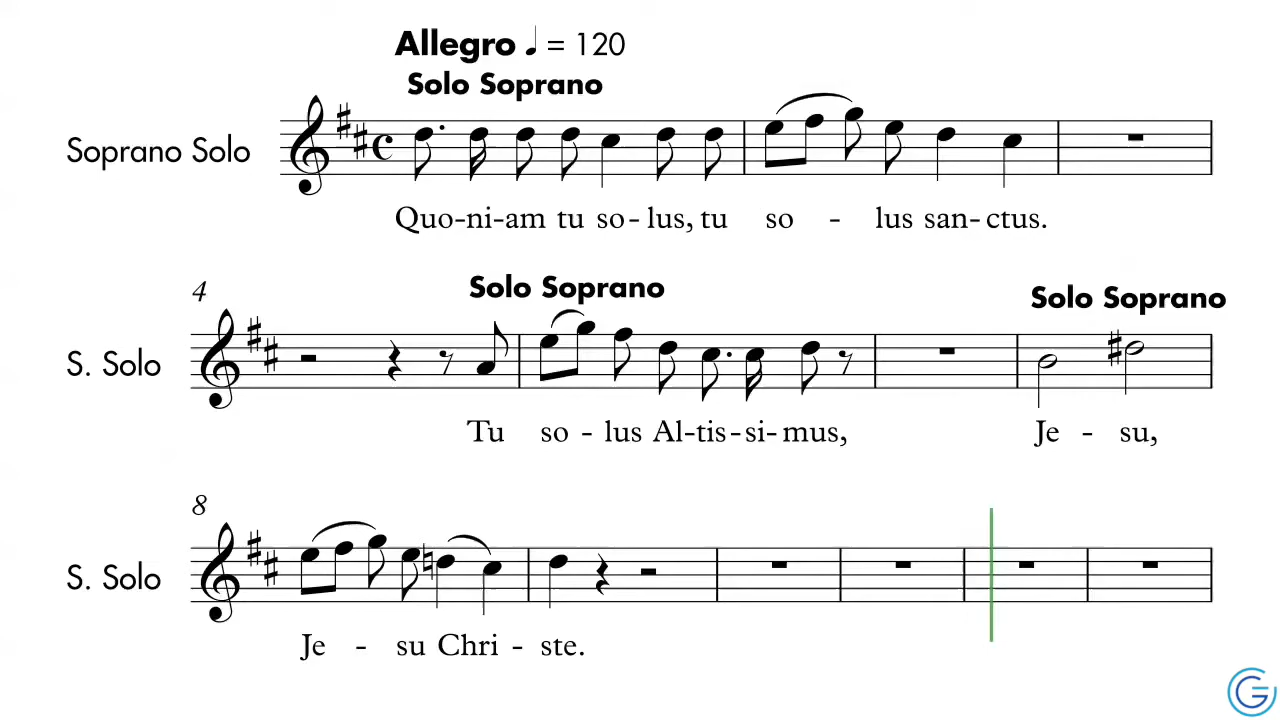 Allegro ♩ = 120
Solo Soprano
Soprano Solo
Quo-ni-am tu so-lus, tu so - lus san-ctus.
4
Solo Soprano
Solo Soprano
S. Solo
Tu so - lus Al-tis-si-mus, Je - su,
8
S. Solo
Je - su Chri - ste.